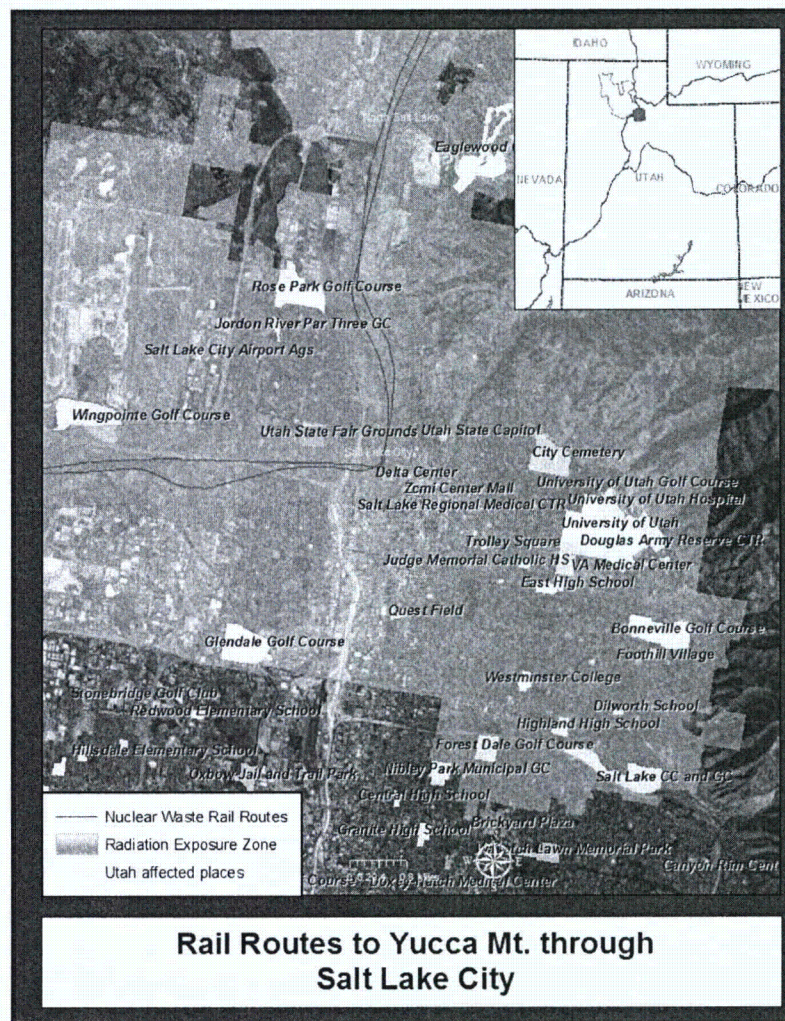 IDAHO
WYOMING
NEVADA
UTAH
COLORADO
ARIZONA
NEW
MEXICO
North Salt Lake
Eaglewood
Rose Park Golf Course
Jordon River Par Three GC
Salt Lake City Airport Ags
Wingpointe Golf Course
Utah State Fair Grounds Utah State Capitol
City Cemetery
Delta Center
Zcmi Center Mall
University of Utah Golf Course
Salt Lake Regional Medical CTR
University of Utah Hospital
University of Utah
Trolley Square
Douglas Army Reserve CTR
Judge Memorial Catholic HS
VA Medical Center
East High School
Quest Field
Bonneville Golf Course
Glendale Golf Course
Foothill Village
Westminster College
Stonebridge Golf Club
Dilworth School
Redwood Elementary School
Highland High School
Forest Dale Golf Course
Hillsdale Elementary School
Oxbow Jail and Trail Park
Nibley Park Municipal GC
Salt Lake CC and GC
Central High School
Granite High School
Brickyard Plaza
Lawn Memorial Park
Canyon Rim Cent
Course
Medical Center
Nuclear Waste Rail Routes
Radiation Exposure Zone
Utah affected places
Rail Routes to Yucca Mt. through
Salt Lake City